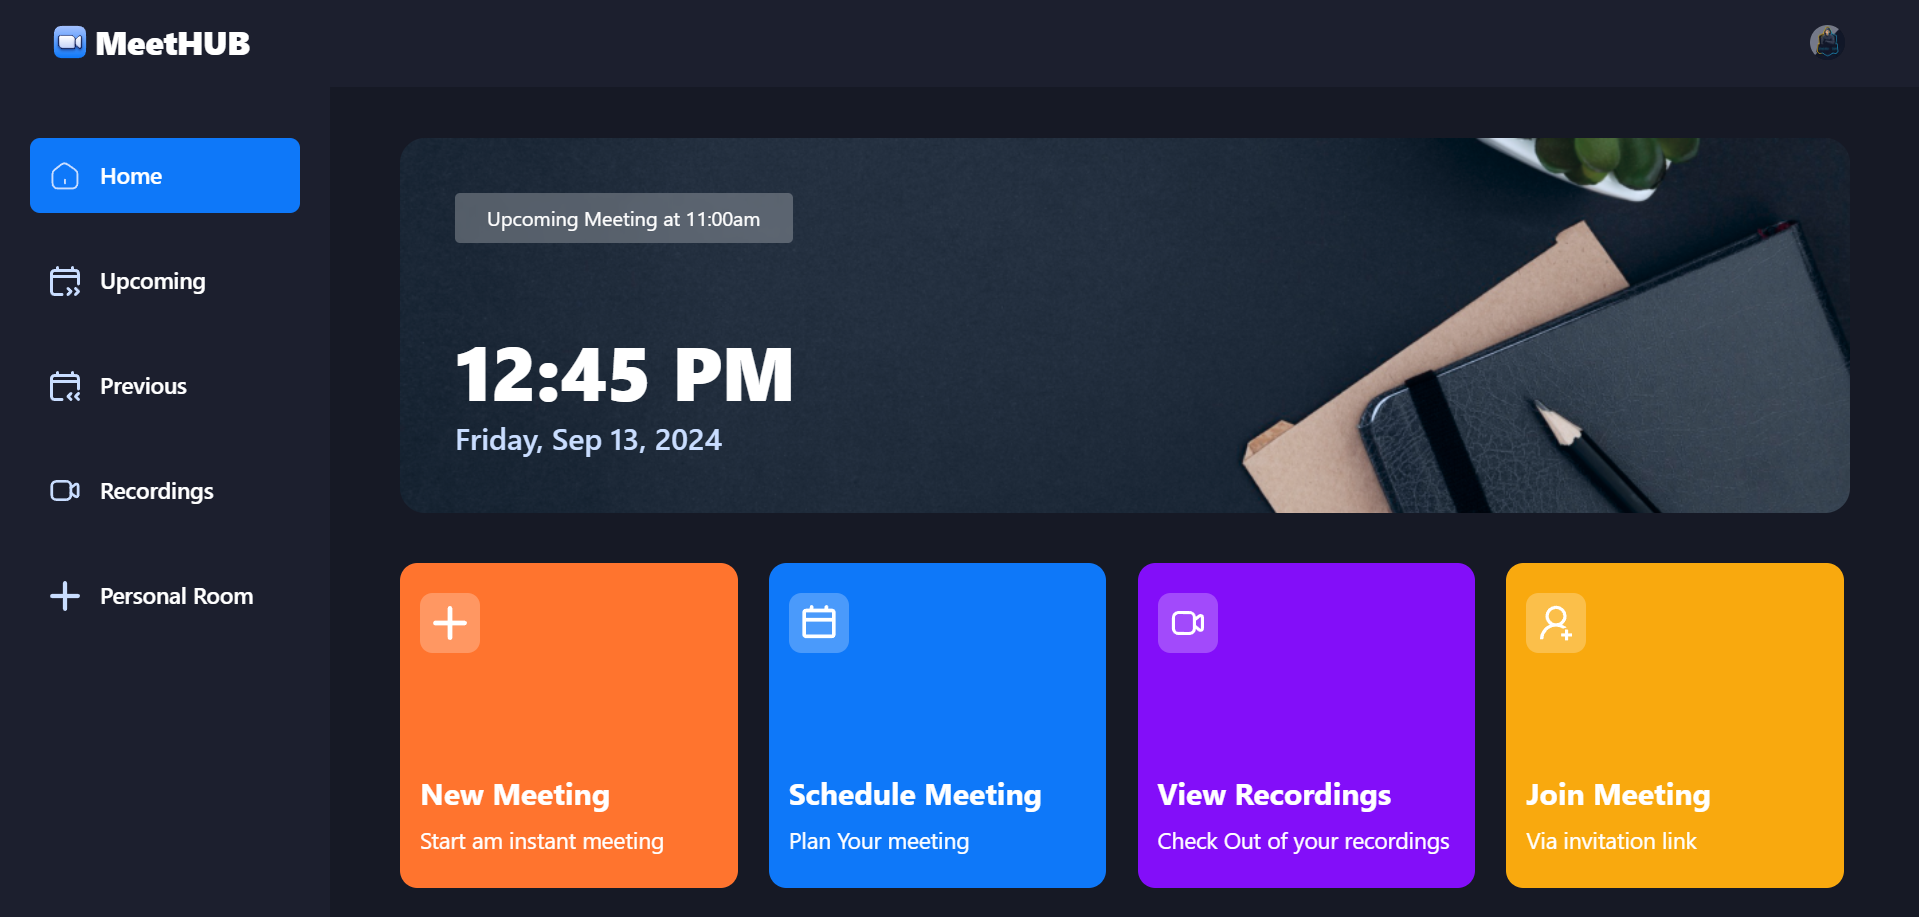 MeetHUB
Home
Upcoming
Previous
Recordings
Personal Room
Upcoming Meeting at 11:00am
12:45 PM
Friday, Sep 13, 2024
New Meeting
Start am instant meeting
Schedule Meeting
Plan Your meeting
View Recordings
Check Out of your recordings
Join Meeting
Via invitation link